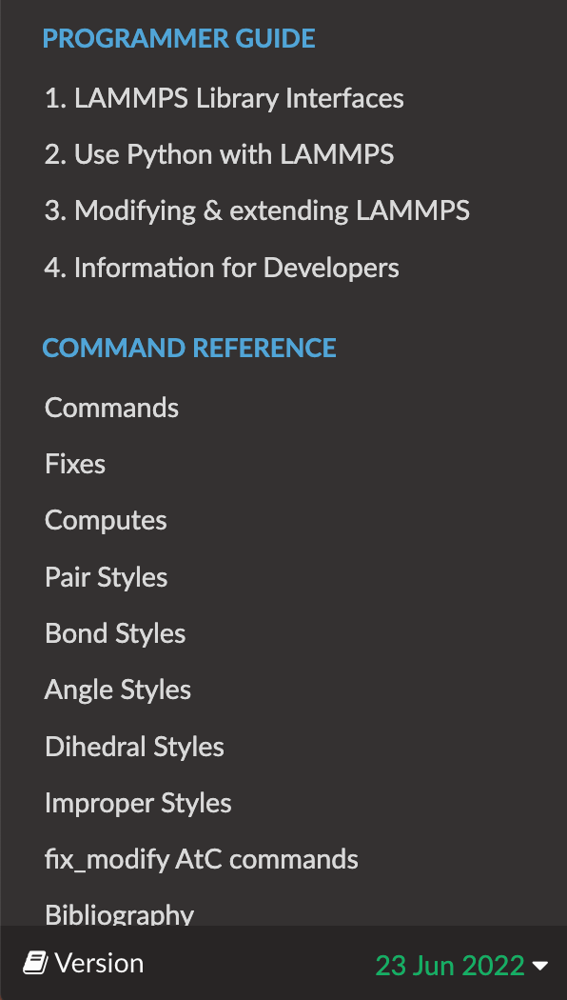 PROGRAMMER GUIDE
1. LAMMPS Library Interfaces
2. Use Python with LAMMPS
3. Modifying & extending LAMMPS
4. Information for Developers
COMMAND REFERENCE
Commands
Fixes
Computes
Pair Styles
Bond Styles
Angle Styles
Dihedral Styles
Improper Styles
fix_modify AtC commands
Bibliography
Version 23 Jun 2022